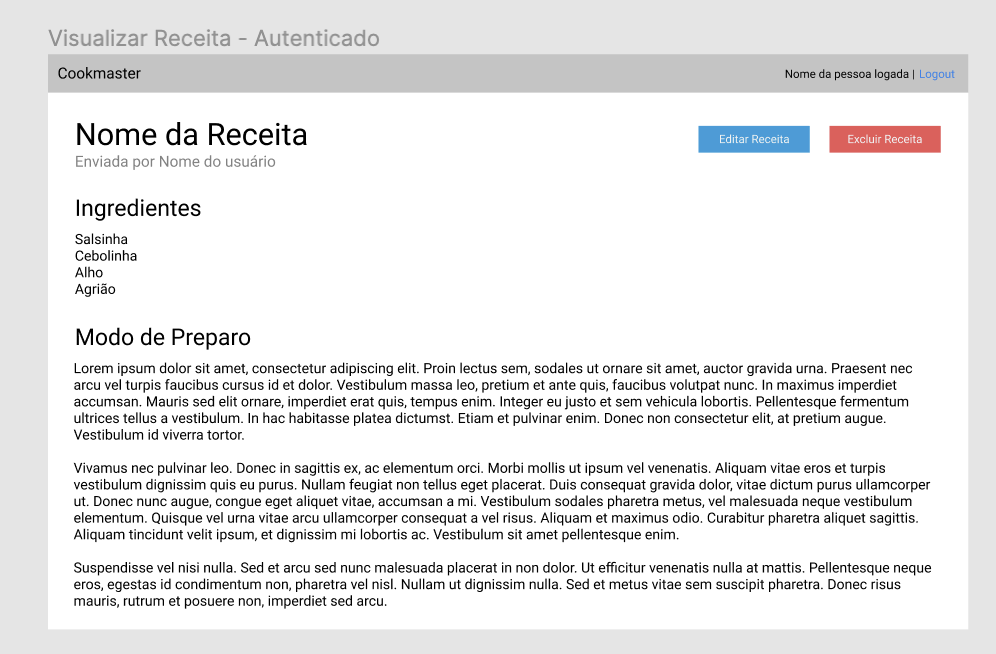 Visualizar Receita - Autenticado
Cookmaster
Nome da pessoa logada | Logout
Nome da Receita
Editar Receita
Excluir Receita
Enviada por Nome do usuário
Ingredientes
Salsinha
Cebolinha
Alho
Agrião
Modo de Preparo
Lorem ipsum dolor sit amet, consectetur adipiscing elit. Proin lectus sem, sodales ut ornare sit amet, auctor gravida urna. Praesent nec
arcu vel turpis faucibus cursus id et dolor. Vestibulum massa leo, pretium et ante quis, faucibus volutpat nunc. In maximus imperdiet
accumsan. Mauris sed elit ornare, imperdiet erat quis, tempus enim. Integer eu justo et sem vehicula lobortis. Pellentesque fermentum
ultrices tellus a vestibulum. In hac habitasse platea dictumst. Etiam et pulvinar enim. Donec non consectetur elit, at pretium augue.
Vestibulum id viverra tortor.
Vivamus nec pulvinar leo. Donec in sagittis ex, ac elementum orci. Morbi mollis ut ipsum vel venenatis. Aliquam vitae eros et turpis
vestibulum dignissim quis eu purus. Nullam feugiat non tellus eget placerat. Duis consequat gravida dolor, vitae dictum purus ullamcorper
ut. Donec nunc augue, congue eget aliquet vitae, accumsan a mi. Vestibulum sodales pharetra metus, vel malesuada neque vestibulum
elementum. Quisque vel urna vitae arcu ullamcorper consequat a vel risus. Aliquam et maximus odio. Curabitur pharetra aliquet sagittis.
Aliquam tincidunt velit ipsum, et dignissim mi lobortis ac. Vestibulum sit amet pellentesque enim.
Suspendisse vel nisi nulla. Sed et arcu sed nunc malesuada placerat in non dolor. Ut efficitur venenatis nulla at mattis. Pellentesque neque
eros, egestas id condimentum non, pharetra vel nisl. Nullam ut dignissim nulla. Sed et metus vitae sem suscipit pharetra. Donec risus
mauris, rutrum et posuere non, imperdiet sed arcu.